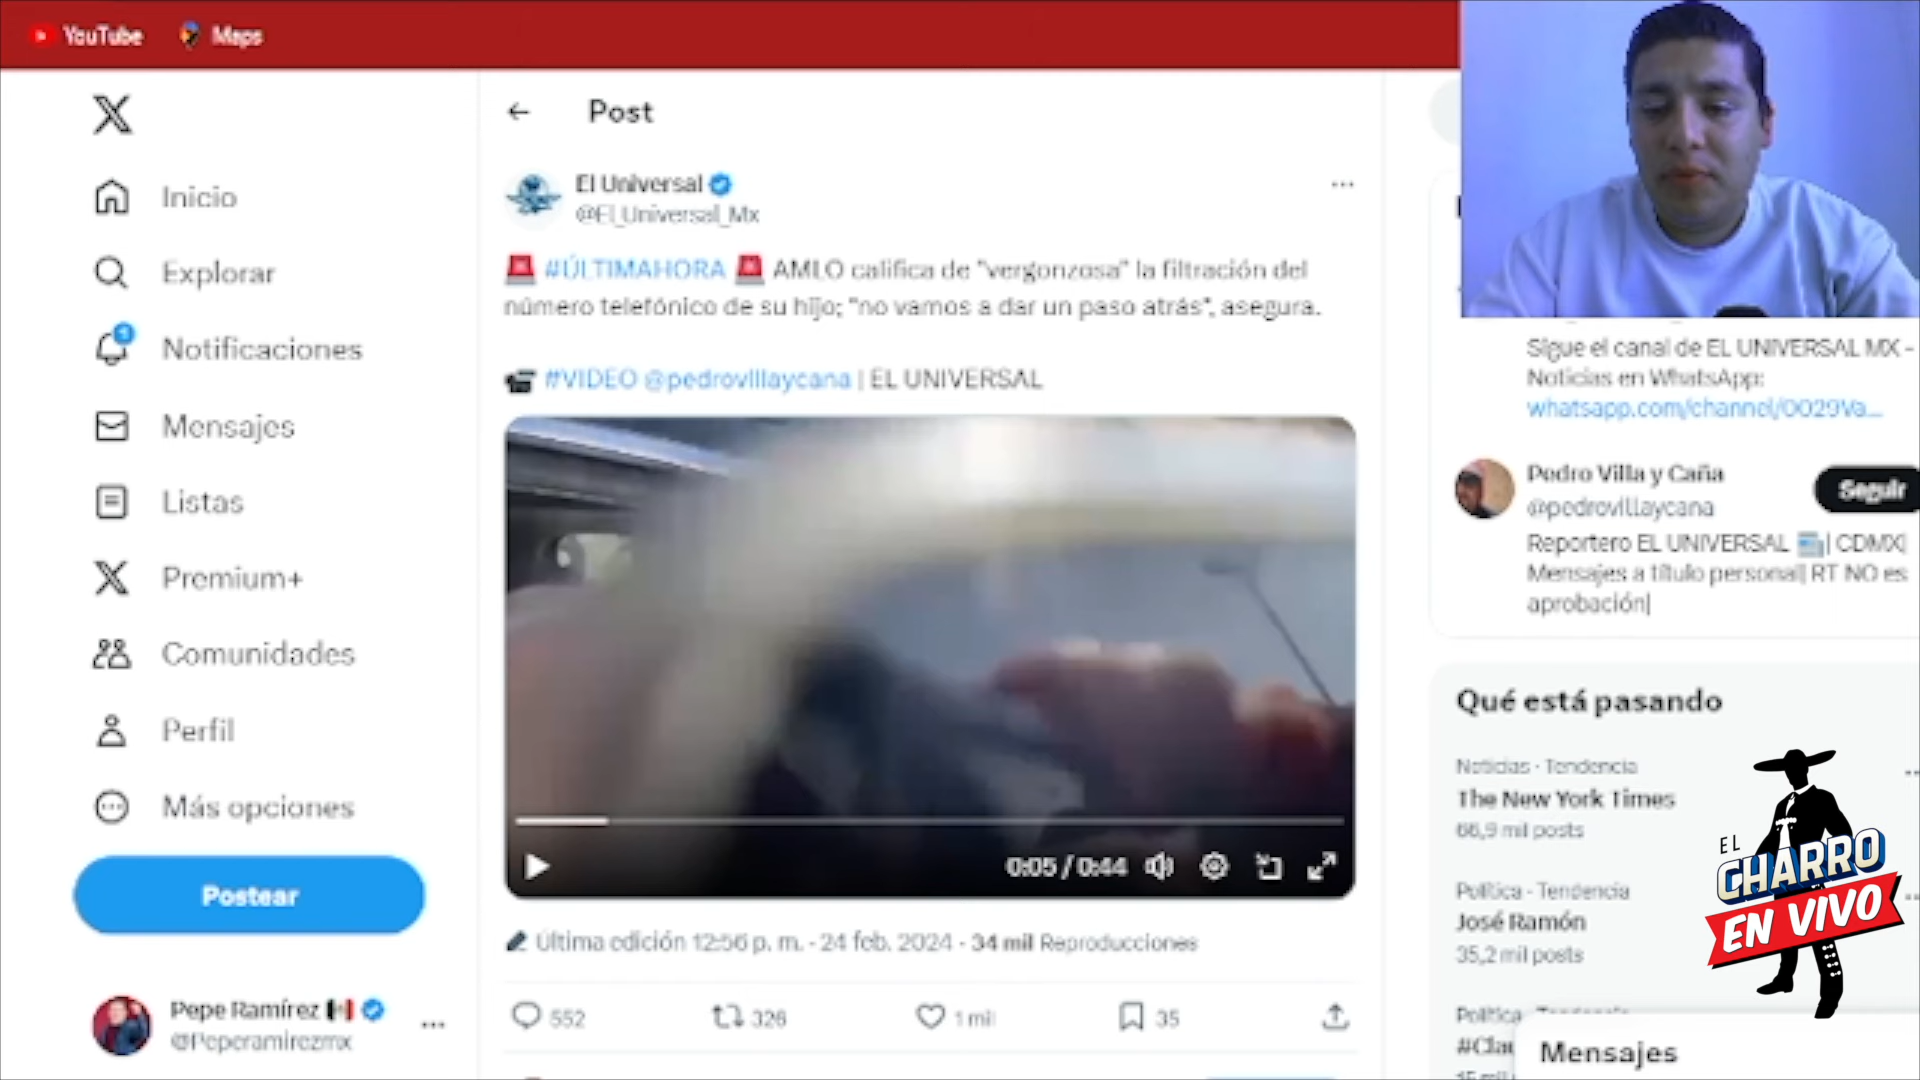 YouTube
Maps
Post
El Universal
@El_Universal_Mx
#ÚLTIMAHORA AMLO califica de "vergonzosa" la filtración del
número telefónico de su hijo; "no vamos a dar un paso atrás", asegura.
#VIDEO @pedrovillaycana | EL UNIVERSAL
0:05 / 0:44
Última edición 12:56 p. m. · 24 feb. 2024 · 34 mil Reproducciones
552
326
1 mil
35
Inicio
Explorar
Notificaciones
Mensajes
Listas
Premium+
Comunidades
Perfil
Más opciones
Postear
Pepe Ramírez
@Peperamirezmx
Sigue el canal de EL UNIVERSAL MX -
Noticias en WhatsApp:
whatsapp.com/channel/0029Va...
Pedro Villa y Caña
Seguir
@pedrovillaycana
Reportero EL UNIVERSAL | CDMX|
Mensajes a título personal| RT NO es
aprobación|
Qué está pasando
Noticias · Tendencia
The New York Times
66,9 mil posts
Política · Tendencia
José Ramón
35,2 mil posts
Política · Tendencia
Mensajes
EL
CHARRO
EN VIVO